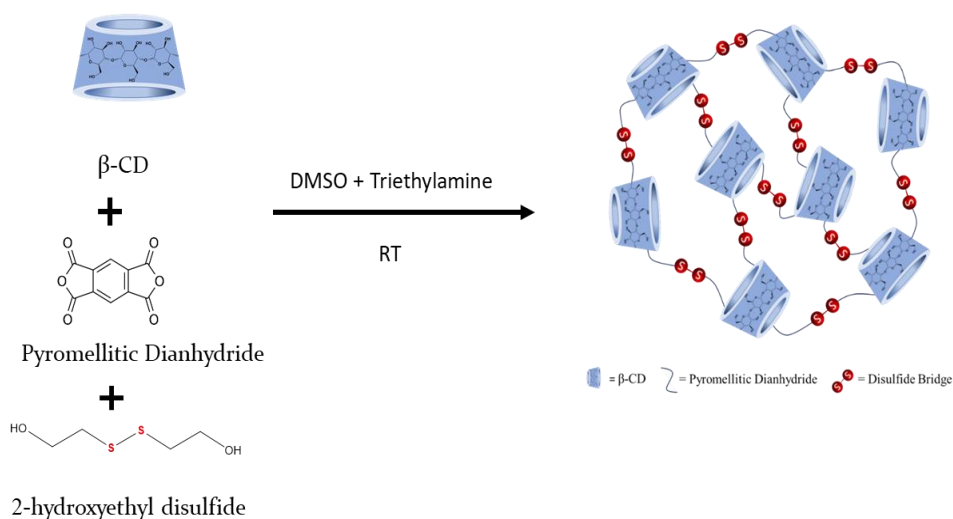 β-CD
+
Pyromellitic Dianhydride
+
HO
S
S
OH
2-hydroxyethyl disulfide
DMSO + Triethylamine
RT
= β-CD
= Pyromellitic Dianhydride
= Disulfide Bridge
O
O
O
O
O
O